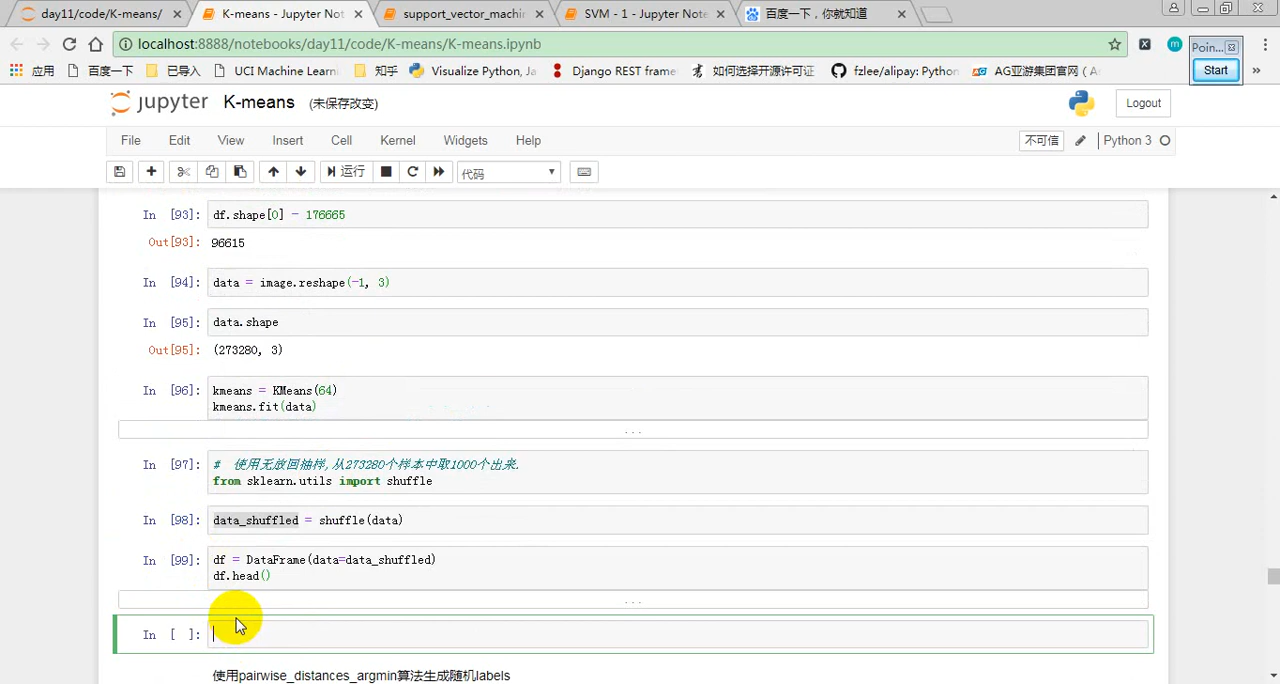 day11/code/K-means/
K-means - Jupyter Not
support_vector_machin
SVM - 1 - Jupyter Note
百度一下，你就知道
localhost:8888/notebooks/day11/code/K-means/K-means.ipynb
Poin...
Start
应用
百度一下
已导入
UCI Machine Learni
知乎
Visualize Python, Ja
Django REST frame
如何选择开源许可证
fzlee/alipay: Python
AG亚游集团官网（A
»
jupyter K-means (未保存改变)
Logout
File Edit View Insert Cell Kernel Widgets Help
不可信 Python 3
运行 代码
In [93]: df.shape[0] - 176665
Out[93]: 96615
In [94]: data = image.reshape(-1, 3)
In [95]: data.shape
Out[95]: (273280, 3)
In [96]: kmeans = KMeans(64)
kmeans.fit(data)
...
In [97]: # 使用无放回抽样,从273280个样本中取1000个出来.
from sklearn.utils import shuffle
In [98]: data_shuffled = shuffle(data)
In [99]: df = DataFrame(data=data_shuffled)
df.head()
...
In [ ]:
使用pairwise_distances_argmin算法生成随机labels